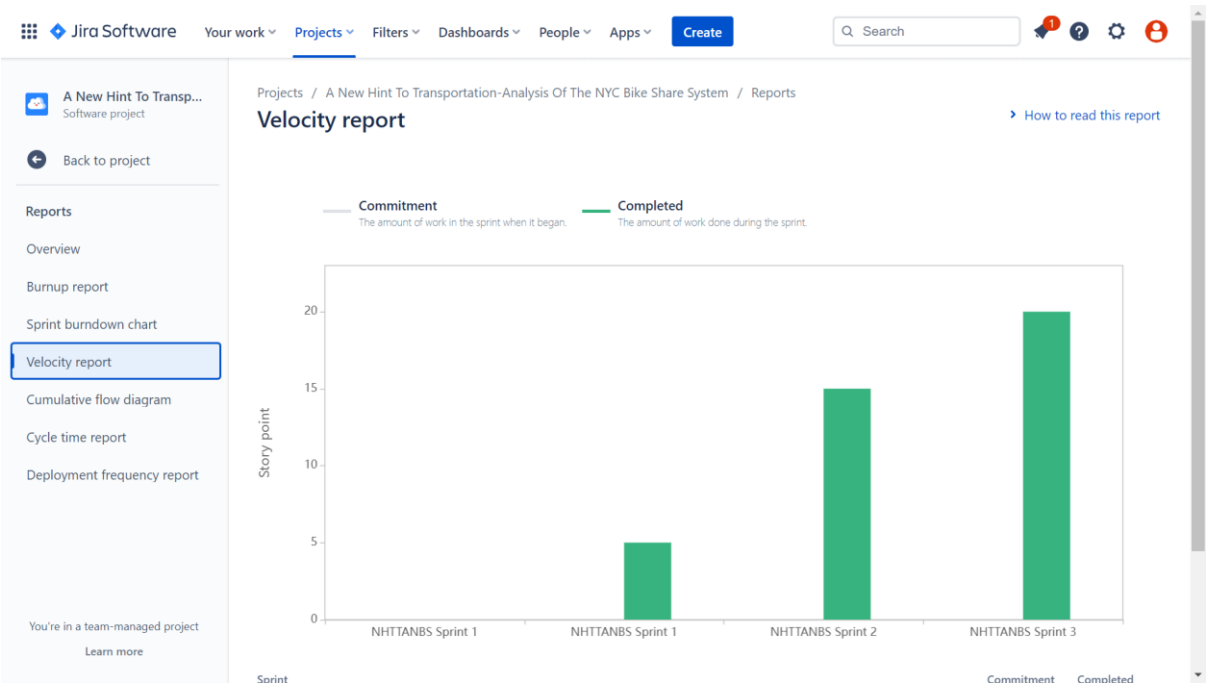 Jira Software Your work Projects Filters Dashboards People Apps Create Search 1
A New Hint To Transp...
Software project
Back to project
Reports
Overview
Burnup report
Sprint burndown chart
Velocity report
Cumulative flow diagram
Cycle time report
Deployment frequency report
You're in a team-managed project
Learn more
Projects / A New Hint To Transportation-Analysis Of The NYC Bike Share System / Reports
Velocity report
How to read this report
Commitment
The amount of work in the sprint when it began.
Completed
The amount of work done during the sprint.
Story point
20
15
10
5
0
NHTTANBS Sprint 1 NHTTANBS Sprint 1 NHTTANBS Sprint 2 NHTTANBS Sprint 3
Sprint Commitment Completed